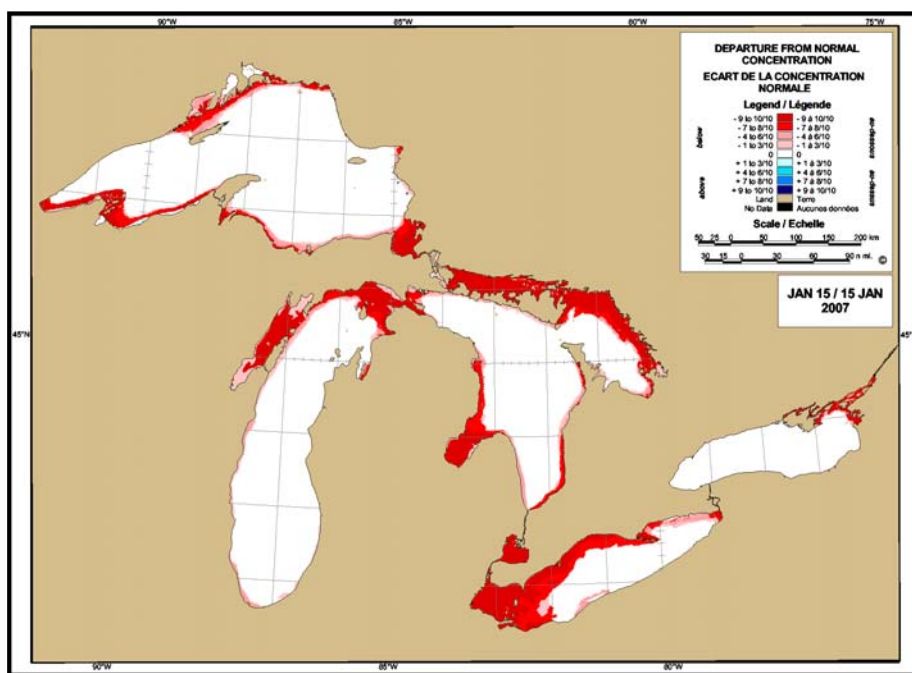 90°W
85°W
80°W
75°W
DEPARTURE FROM NORMAL
CONCENTRATION
ECART DE LA CONCENTRATION
NORMALE
Legend / Légende
- 9 to 10/10 - 9 à 10/10
- 7 to 8/10 - 7 à 8/10
- 4 to 6/10 - 4 à 6/10
- 1 to 3/10 - 1 à 3/10
0 0
+ 1 to 3/10 + 1 à 3/10
+ 4 to 6/10 + 4 à 6/10
+ 7 to 8/10 + 7 à 8/10
+ 9 to 10/10 + 9 à 10/10
Land Terre
No Data Aucunes données
below
above
au-dessous
au-dessus
Scale / Echelle
50 25 0 50 100 150 200 km
30 15 0 30 60 90 n mi. ©
JAN 15 / 15 JAN
2007
45°N
45°
90°W
85°W
80°W